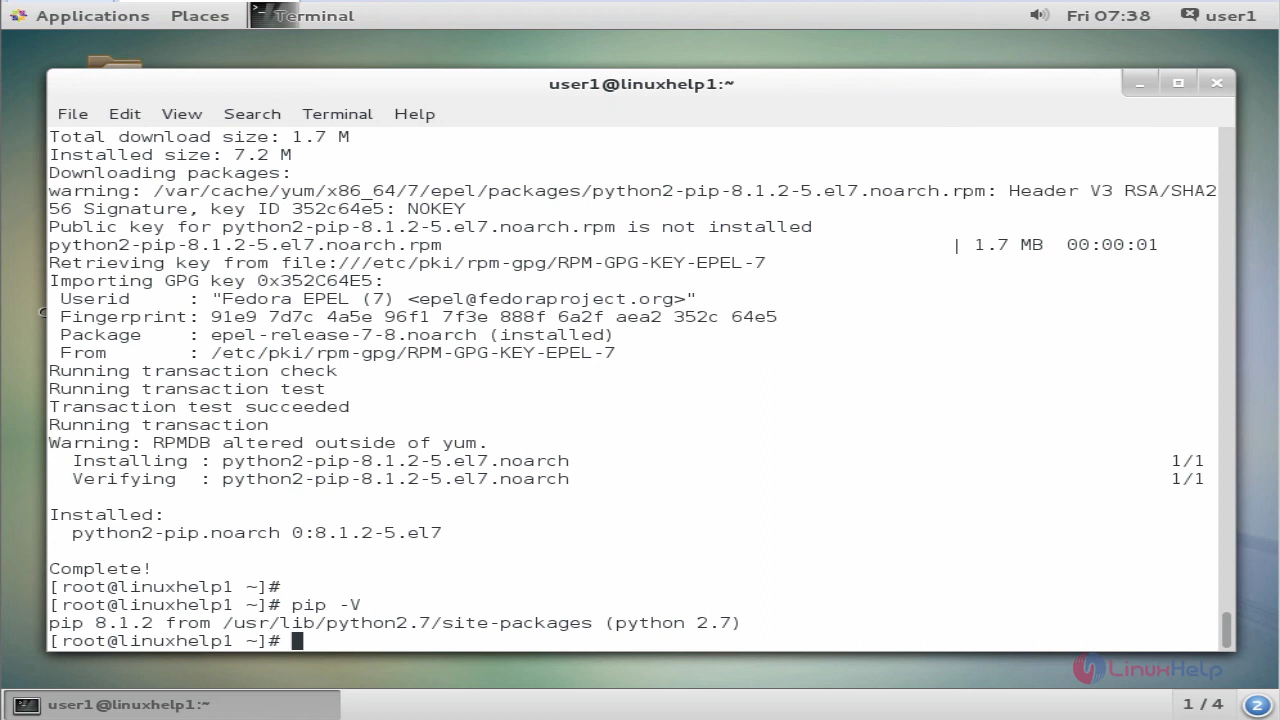 Applications Places Terminal Fri 07:38 user1
user1@linuxhelp1:~
File Edit View Search Terminal Help
Total download size: 1.7 M
Installed size: 7.2 M
Downloading packages:
warning: /var/cache/yum/x86_64/7/epel/packages/python2-pip-8.1.2-5.el7.noarch.rpm: Header V3 RSA/SHA2
56 Signature, key ID 352c64e5: NOKEY
Public key for python2-pip-8.1.2-5.el7.noarch.rpm is not installed
python2-pip-8.1.2-5.el7.noarch.rpm | 1.7 MB 00:00:01
Retrieving key from file:///etc/pki/rpm-gpg/RPM-GPG-KEY-EPEL-7
Importing GPG key 0x352C64E5:
Userid : "Fedora EPEL (7) <epel@fedoraproject.org>"
Fingerprint: 91e9 7d7c 4a5e 96f1 7f3e 888f 6a2f aea2 352c 64e5
Package : epel-release-7-8.noarch (installed)
From : /etc/pki/rpm-gpg/RPM-GPG-KEY-EPEL-7
Running transaction check
Running transaction test
Transaction test succeeded
Running transaction
Warning: RPMDB altered outside of yum.
Installing : python2-pip-8.1.2-5.el7.noarch 1/1
Verifying : python2-pip-8.1.2-5.el7.noarch 1/1
Installed:
python2-pip.noarch 0:8.1.2-5.el7
Complete!
[root@linuxhelp1 ~]#
[root@linuxhelp1 ~]# pip -V
pip 8.1.2 from /usr/lib/python2.7/site-packages (python 2.7)
[root@linuxhelp1 ~]#
LinuxHelp
user1@linuxhelp1:~ 1 / 4 2